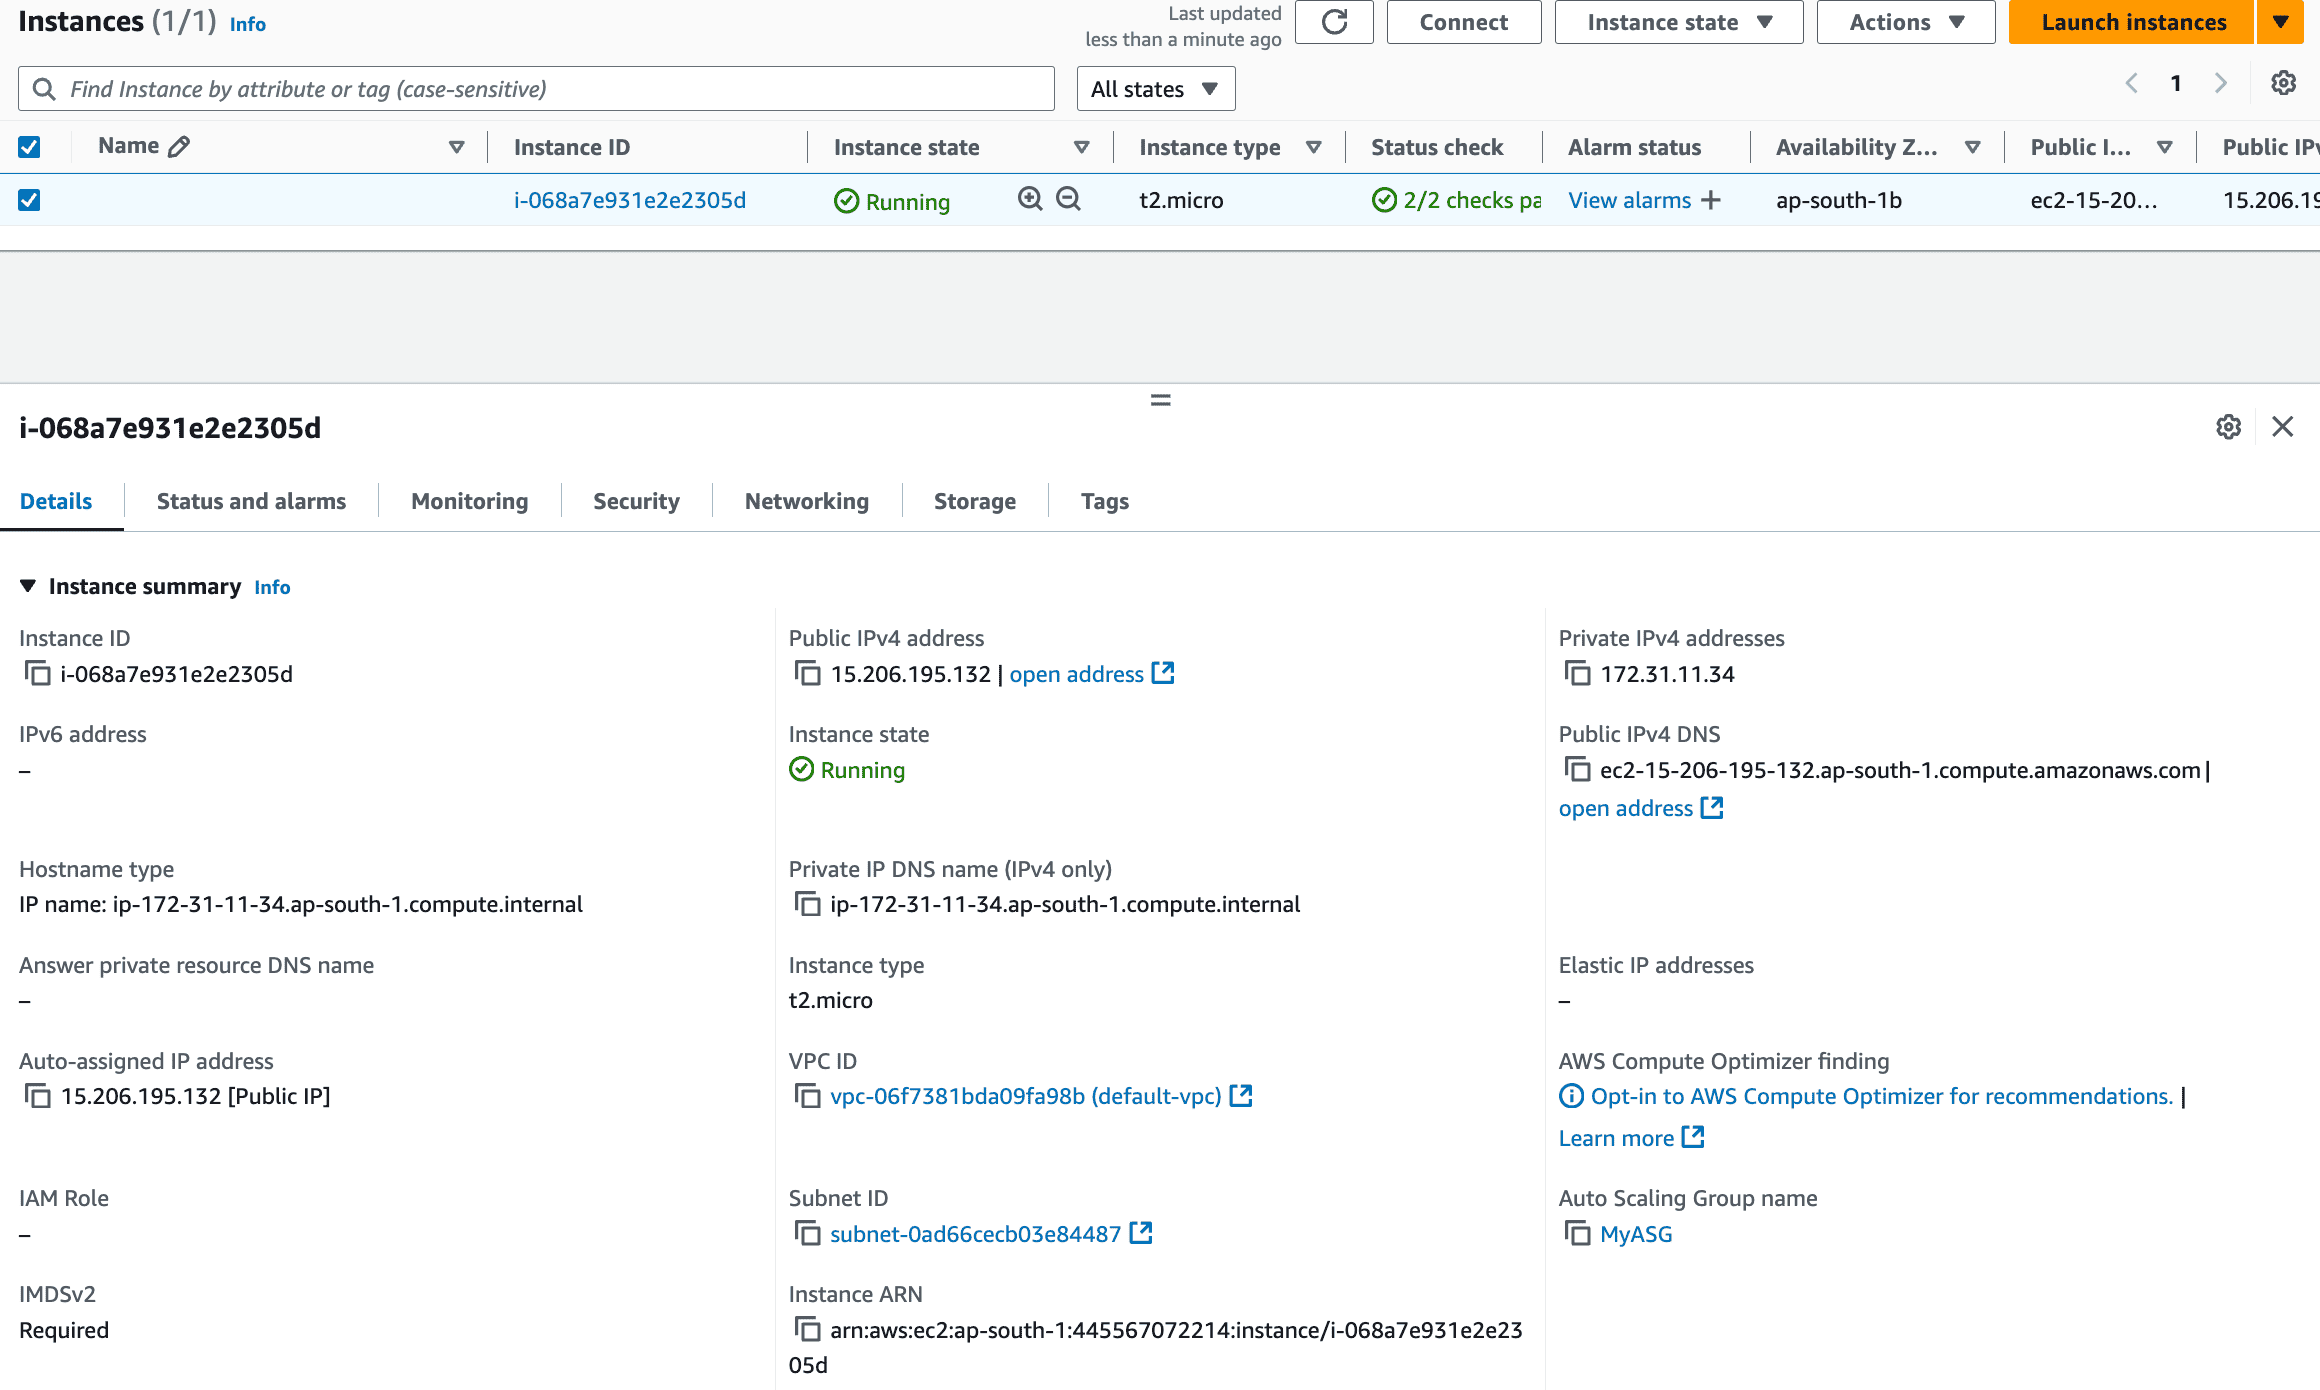 Instances (1/1) Info
Last updated
less than a minute ago
Connect
Instance state
Actions
Launch instances
Find Instance by attribute or tag (case-sensitive)
All states
1
Name Instance ID Instance state Instance type Status check Alarm status Availability Z... Public I... Public IPv
i-068a7e931e2e2305d Running t2.micro 2/2 checks pa View alarms + ap-south-1b ec2-15-20... 15.206.19
i-068a7e931e2e2305d
Details Status and alarms Monitoring Security Networking Storage Tags
Instance summary Info
Instance ID
i-068a7e931e2e2305d
Public IPv4 address
15.206.195.132 | open address
Private IPv4 addresses
172.31.11.34
IPv6 address
–
Instance state
Running
Public IPv4 DNS
ec2-15-206-195-132.ap-south-1.compute.amazonaws.com |
open address
Hostname type
IP name: ip-172-31-11-34.ap-south-1.compute.internal
Private IP DNS name (IPv4 only)
ip-172-31-11-34.ap-south-1.compute.internal
Answer private resource DNS name
–
Instance type
t2.micro
Elastic IP addresses
–
Auto-assigned IP address
15.206.195.132 [Public IP]
VPC ID
vpc-06f7381bda09fa98b (default-vpc)
AWS Compute Optimizer finding
Opt-in to AWS Compute Optimizer for recommendations. |
Learn more
IAM Role
–
Subnet ID
subnet-0ad66cecb03e84487
Auto Scaling Group name
MyASG
IMDSv2
Required
Instance ARN
arn:aws:ec2:ap-south-1:445567072214:instance/i-068a7e931e2e23
05d